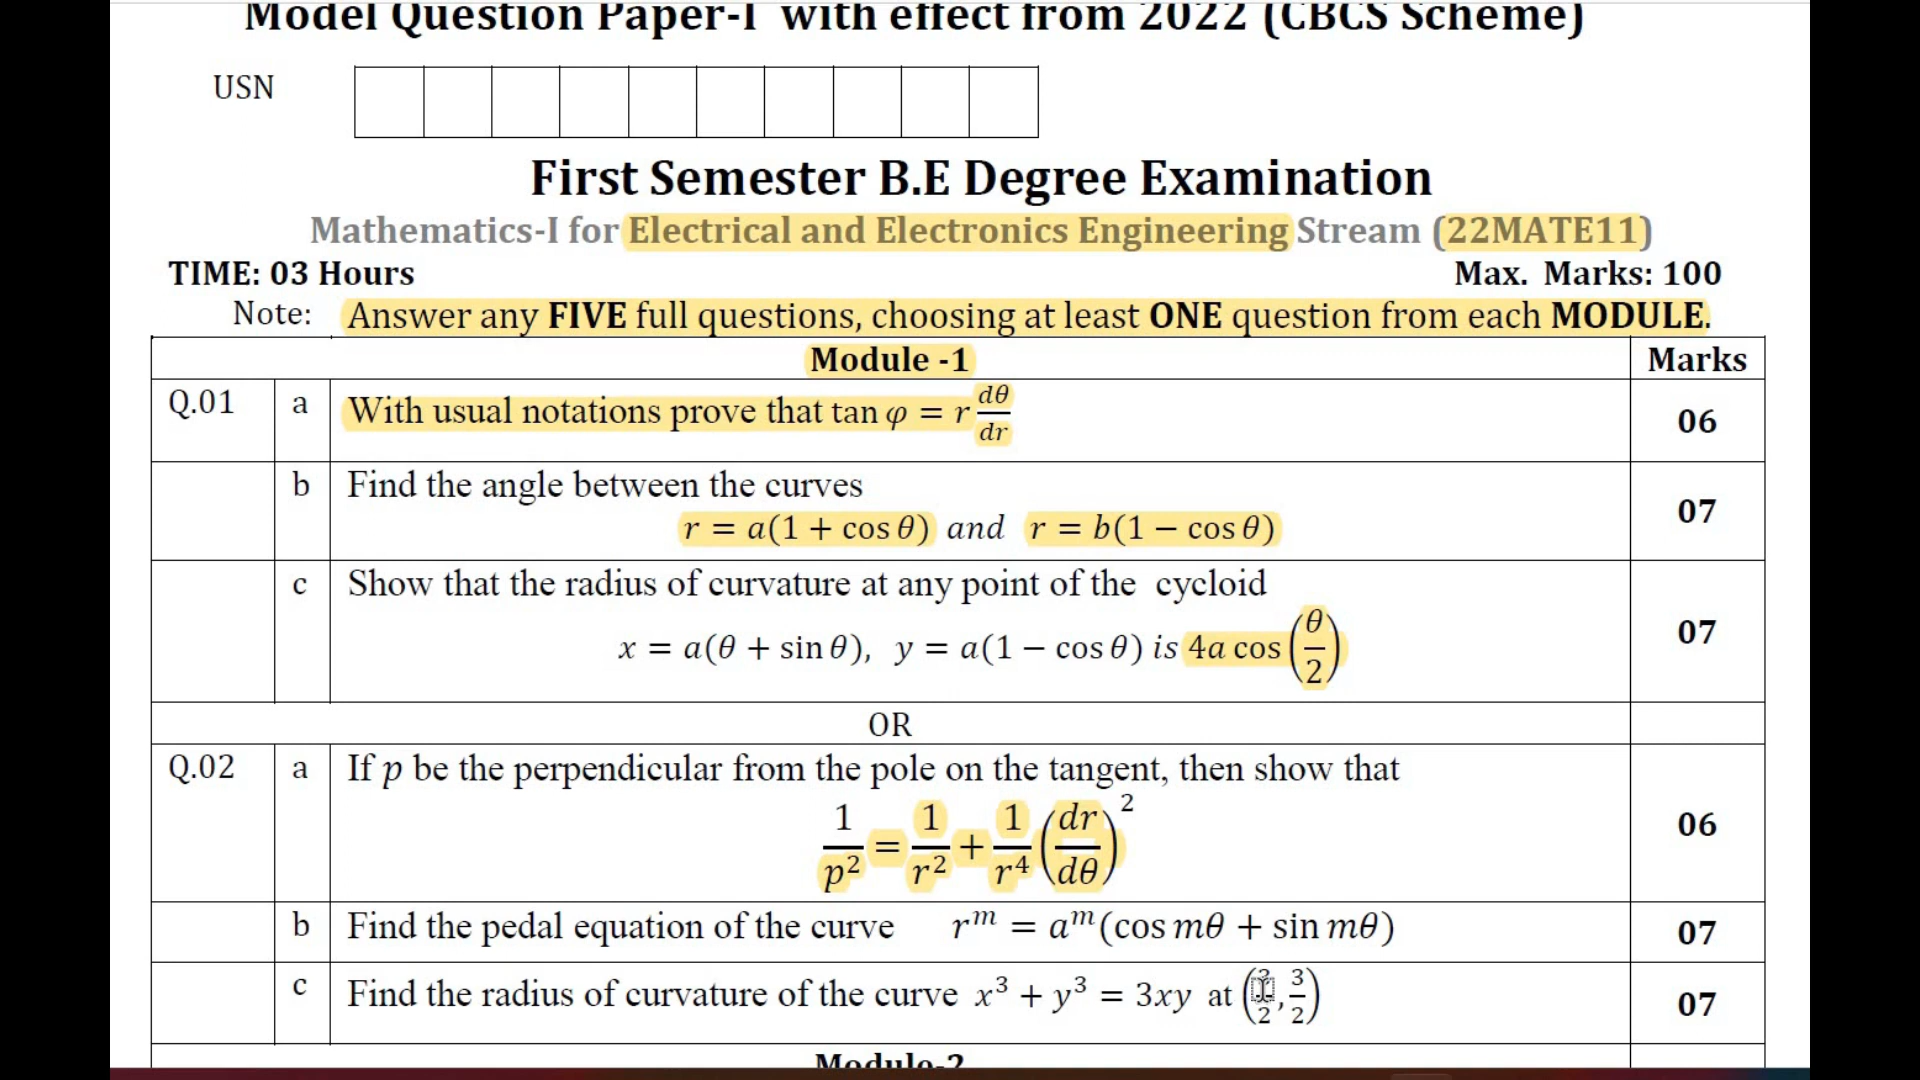 Model Question Paper-I with effect from 2022 (CBCS Scheme)
USN
First Semester B.E Degree Examination
Mathematics-I for Electrical and Electronics Engineering Stream (22MATE11)
TIME: 03 Hours Max. Marks: 100
Note: Answer any FIVE full questions, choosing at least ONE question from each MODULE.
Module -1 Marks
Q.01 a With usual notations prove that tan φ = r dθ/dr 06
b Find the angle between the curves
r = a(1 + cos θ) and r = b(1 − cos θ) 07
c Show that the radius of curvature at any point of the cycloid
x = a(θ + sin θ), y = a(1 − cos θ) is 4a cos (θ/2) 07
OR
Q.02 a If p be the perpendicular from the pole on the tangent, then show that
1/p² = 1/r² + 1/r⁴ (dr/dθ)² 06
b Find the pedal equation of the curve rᵐ = aᵐ(cos mθ + sin mθ) 07
c Find the radius of curvature of the curve x³ + y³ = 3xy at (3/2, 3/2) 07
Module-2